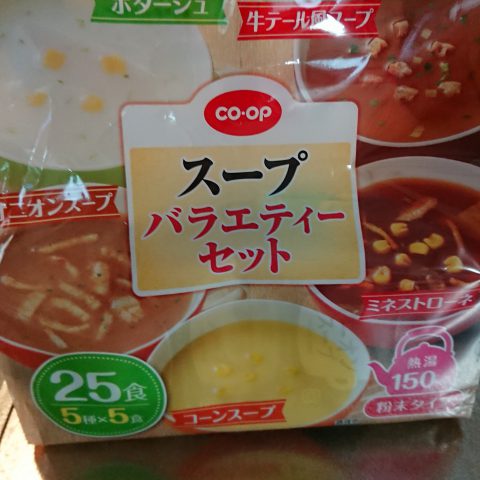 ポタージュ
牛テール風スープ
CO·OP
スープ
バラエティー
セット
オニオンスープ
ミネストローネ
25食
5種×5食
コーンスープ
熱湯
150
粉末タイ